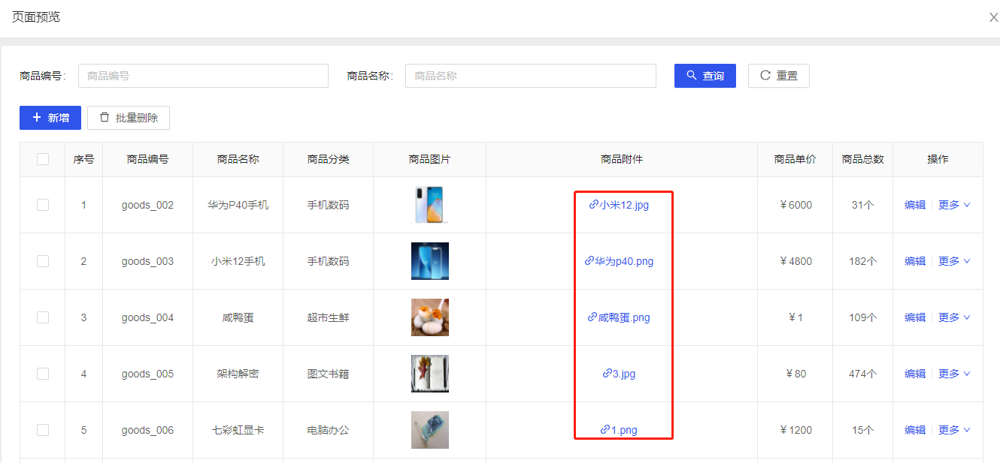 页面预览 X
商品编号： 商品编号 商品名称： 商品名称 查询 重置
新增 批量删除
序号 商品编号 商品名称 商品分类 商品图片 商品附件 商品单价 商品总数 操作
1 goods_002 华为P40手机 手机数码 小米12.jpg ¥6000 31个 编辑 更多
2 goods_003 小米12手机 手机数码 华为p40.png ¥4800 182个 编辑 更多
3 goods_004 咸鸭蛋 超市生鲜 咸鸭蛋.png ¥1 109个 编辑 更多
4 goods_005 架构解密 图文书籍 3.jpg ¥80 474个 编辑 更多
5 goods_006 七彩虹显卡 电脑办公 1.png ¥1200 15个 编辑 更多